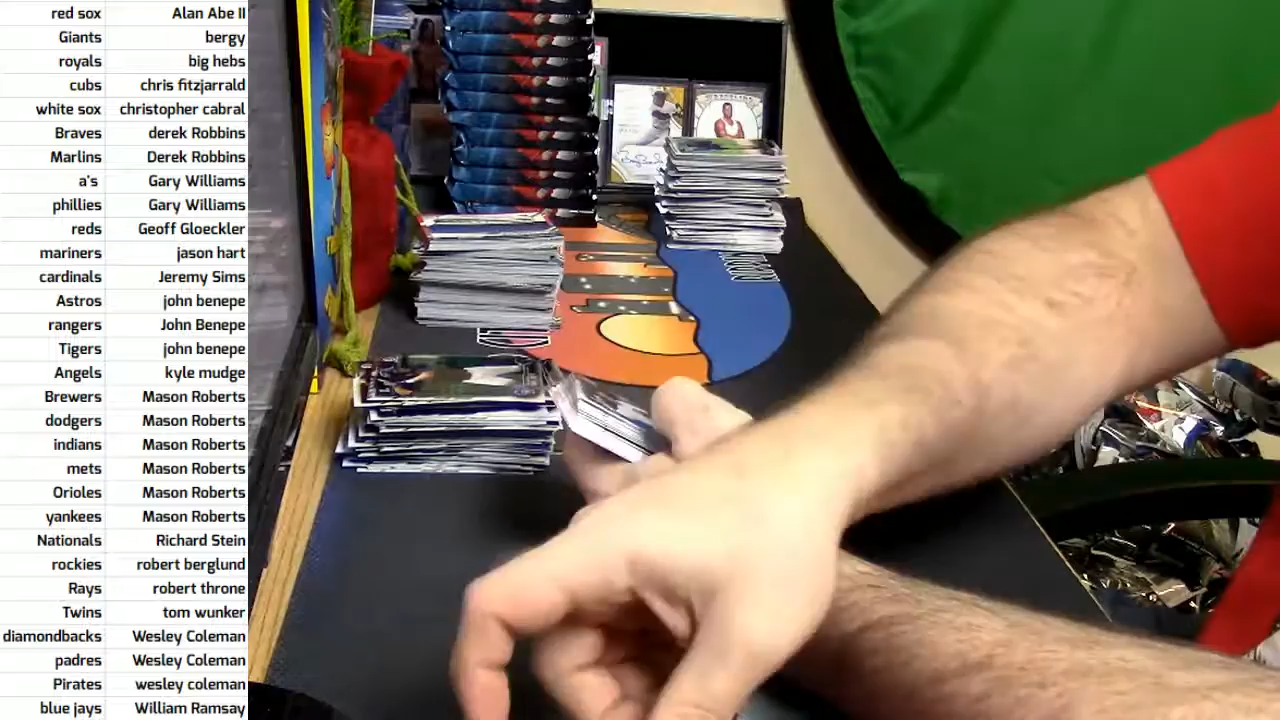 red sox Alan Abe II
Giants bergy
royals big hebs
cubs chris fitzjarrald
white sox christopher cabral
Braves derek Robbins
Marlins Derek Robbins
a's Gary Williams
phillies Gary Williams
reds Geoff Gloeckler
mariners jason hart
cardinals Jeremy Sims
Astros john benepe
rangers John Benepe
Tigers john benepe
Angels kyle mudge
Brewers Mason Roberts
dodgers Mason Roberts
indians Mason Roberts
mets Mason Roberts
Orioles Mason Roberts
yankees Mason Roberts
Nationals Richard Stein
rockies robert berglund
Rays robert throne
Twins tom wunker
diamondbacks Wesley Coleman
padres Wesley Coleman
Pirates wesley coleman
blue jays William Ramsay